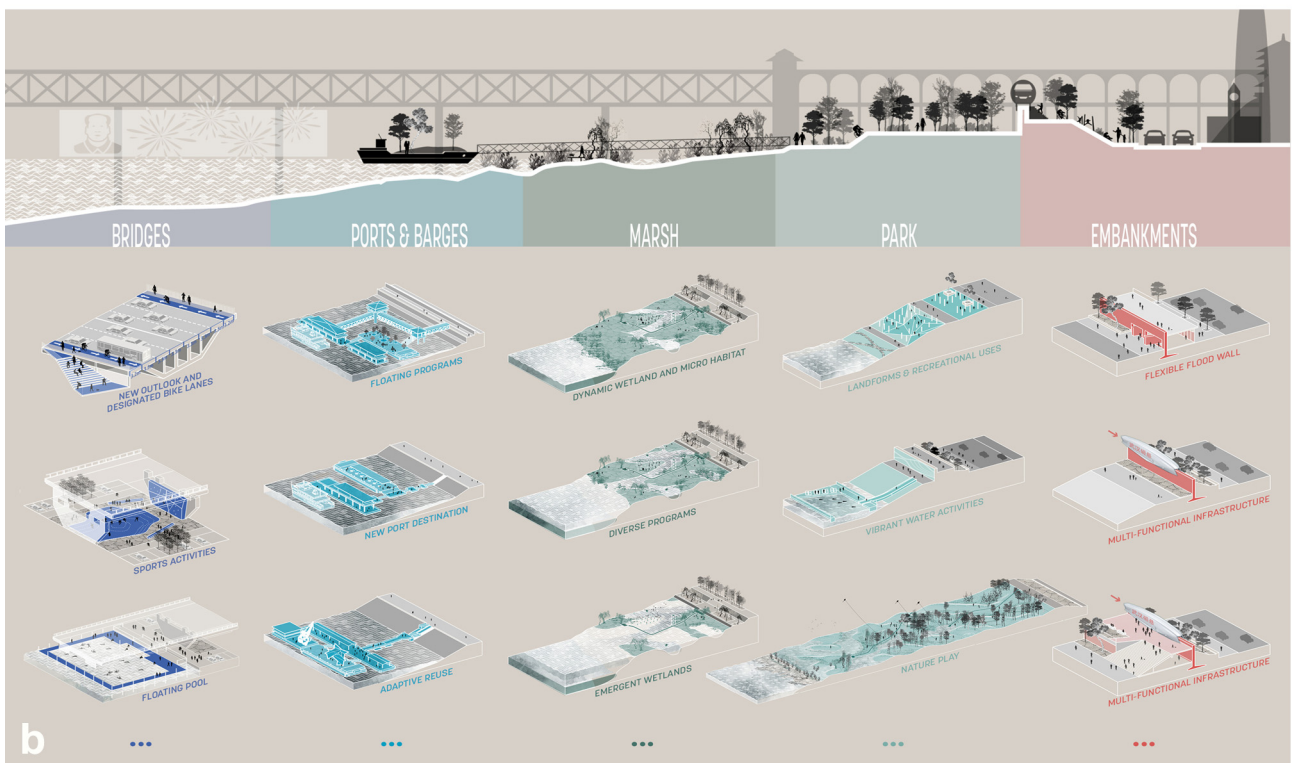 BRIDGES
PORTS & BARGES
MARSH
PARK
EMBANKMENTS
NEW OUTLOOK AND
DESIGNATED BIKE LANES
FLOATING PROGRAMS
DYNAMIC WETLAND AND MICRO HABITAT
LANDFORMS & RECREATIONAL USES
FLEXIBLE FLOOD WALL
SPORTS ACTIVITIES
NEW PORT DESTINATION
DIVERSE PROGRAMS
VIBRANT WATER ACTIVITIES
MULTI-FUNCTIONAL INFRASTRUCTURE
FLOATING POOL
ADAPTIVE REUSE
EMERGENT WETLANDS
NATURE PLAY
MULTI-FUNCTIONAL INFRASTRUCTURE
b